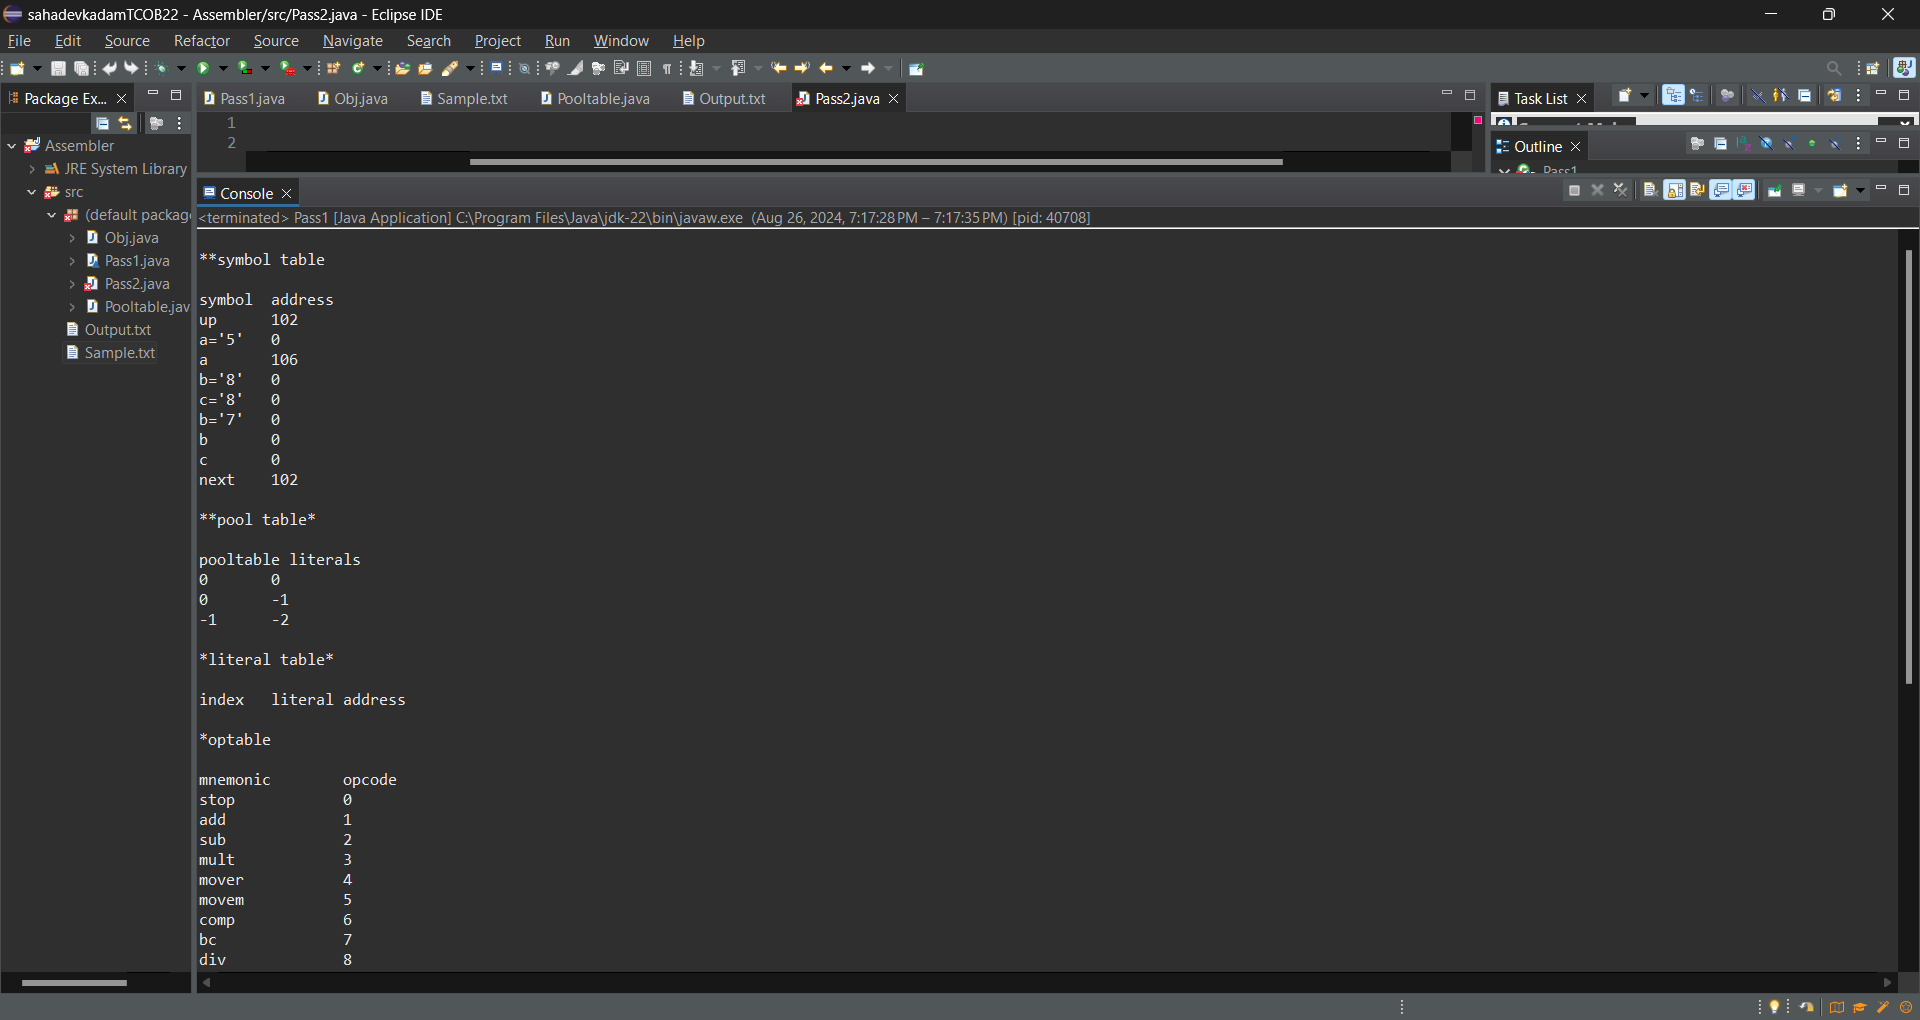 sahadevkadamTCOB22 - Assembler/src/Pass2.java - Eclipse IDE
File Edit Source Refactor Source Navigate Search Project Run Window Help
Package Ex...
Pass1.java Obj.java Sample.txt Pooltable.java Output.txt Pass2.java
Task List
1
2
Outline
Pass1
Assembler
JRE System Library
src
(default package
Obj.java
Pass1.java
Pass2.java
Pooltable.jav
Output.txt
Sample.txt
Console
<terminated> Pass1 [Java Application] C:\Program Files\Java\jdk-22\bin\javaw.exe (Aug 26, 2024, 7:17:28 PM – 7:17:35 PM) [pid: 40708]
**symbol table
symbol address
up 102
a='5' 0
a 106
b='8' 0
c='8' 0
b='7' 0
b 0
c 0
next 102
**pool table*
pooltable literals
0 0
0 -1
-1 -2
*literal table*
index literal address
*optable
mnemonic opcode
stop 0
add 1
sub 2
mult 3
mover 4
movem 5
comp 6
bc 7
div 8